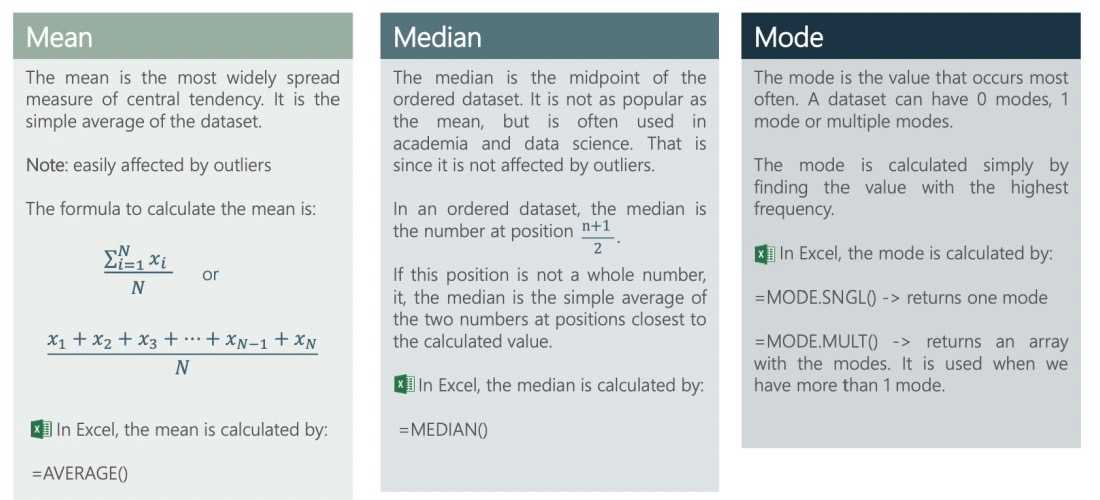 Mean
The mean is the most widely spread
measure of central tendency. It is the
simple average of the dataset.
Note: easily affected by outliers
The formula to calculate the mean is:
∑ᴺᵢ₌₁ xᵢ / N or
x₁ + x₂ + x₃ + ⋯ + x_{N−1} + x_N
N
In Excel, the mean is calculated by:
=AVERAGE()
Median
The median is the midpoint of the
ordered dataset. It is not as popular as
the mean, but is often used in
academia and data science. That is
since it is not affected by outliers.
In an ordered dataset, the median is
the number at position n+1/2.
If this position is not a whole number,
it, the median is the simple average of
the two numbers at positions closest to
the calculated value.
In Excel, the median is calculated by:
=MEDIAN()
Mode
The mode is the value that occurs most
often. A dataset can have 0 modes, 1
mode or multiple modes.
The mode is calculated simply by
finding the value with the highest
frequency.
In Excel, the mode is calculated by:
=MODE.SNGL() -> returns one mode
=MODE.MULT() -> returns an array
with the modes. It is used when we
have more than 1 mode.